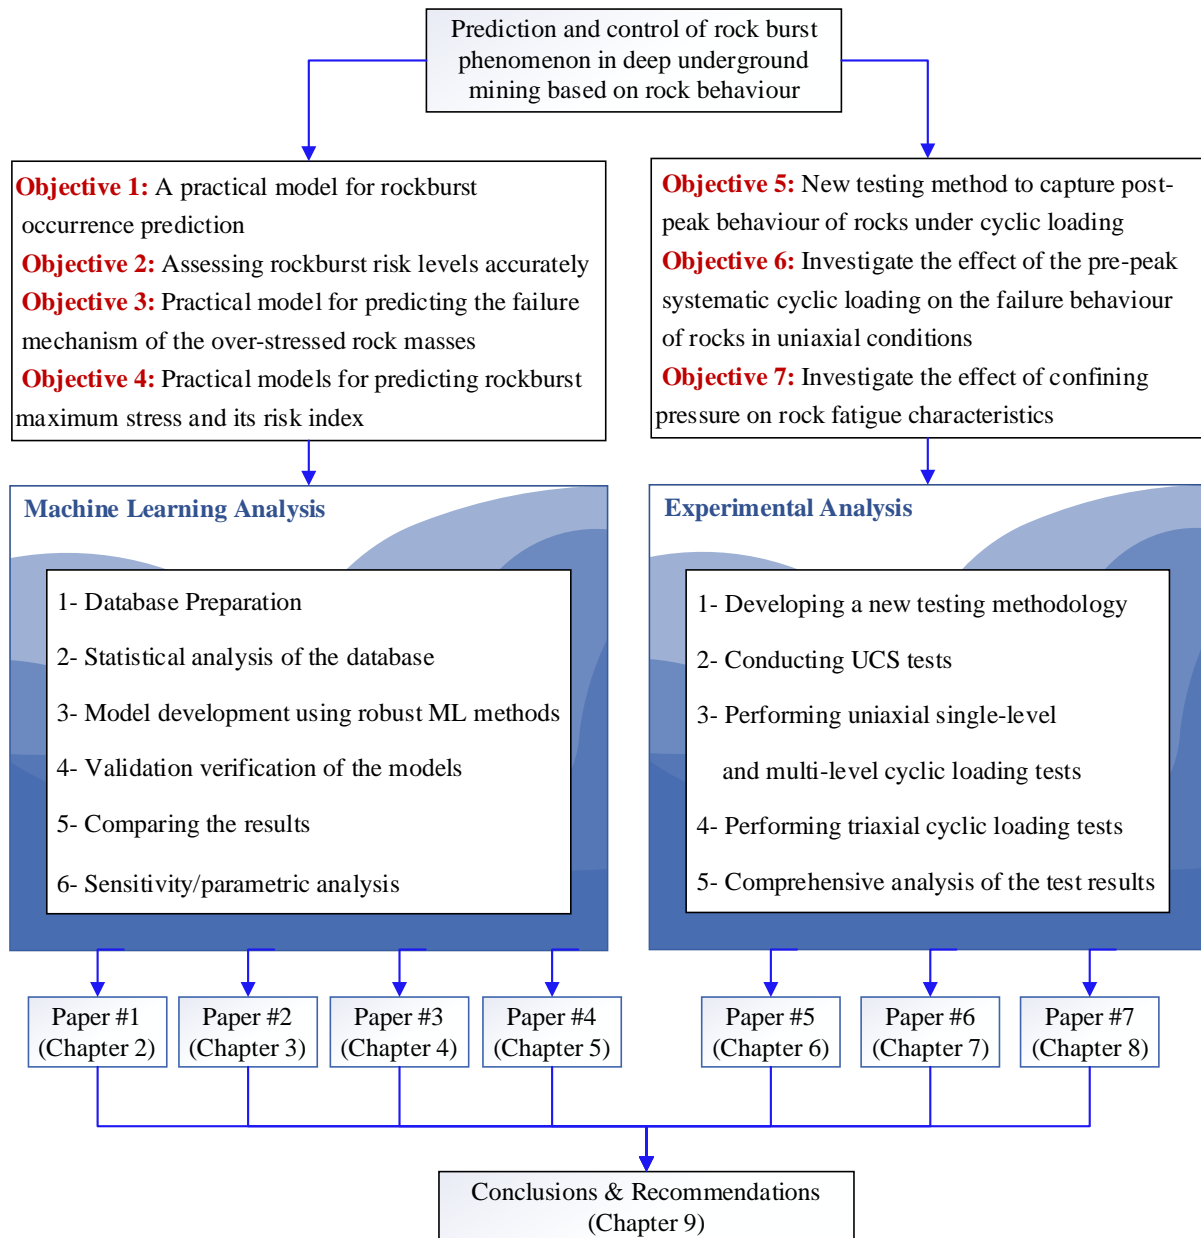 Prediction and control of rock burst
phenomenon in deep underground
mining based on rock behaviour
Objective 1: A practical model for rockburst
occurrence prediction
Objective 2: Assessing rockburst risk levels accurately
Objective 3: Practical model for predicting the failure
mechanism of the over-stressed rock masses
Objective 4: Practical models for predicting rockburst
maximum stress and its risk index
Objective 5: New testing method to capture post-
peak behaviour of rocks under cyclic loading
Objective 6: Investigate the effect of the pre-peak
systematic cyclic loading on the failure behaviour
of rocks in uniaxial conditions
Objective 7: Investigate the effect of confining
pressure on rock fatigue characteristics
Machine Learning Analysis
1- Database Preparation
2- Statistical analysis of the database
3- Model development using robust ML methods
4- Validation verification of the models
5- Comparing the results
6- Sensitivity/parametric analysis
Experimental Analysis
1- Developing a new testing methodology
2- Conducting UCS tests
3- Performing uniaxial single-level
and multi-level cyclic loading tests
4- Performing triaxial cyclic loading tests
5- Comprehensive analysis of the test results
Paper #1
(Chapter 2)
Paper #2
(Chapter 3)
Paper #3
(Chapter 4)
Paper #4
(Chapter 5)
Paper #5
(Chapter 6)
Paper #6
(Chapter 7)
Paper #7
(Chapter 8)
Conclusions & Recommendations
(Chapter 9)